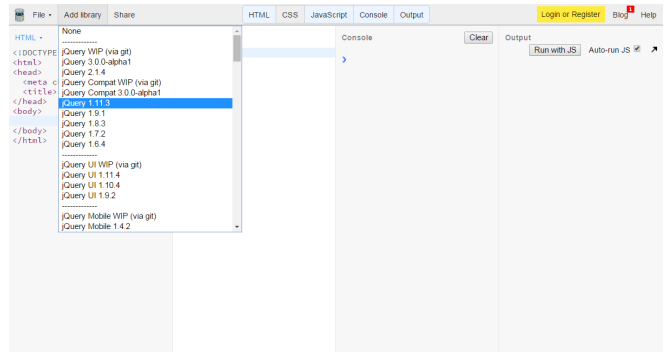 File Add library Share HTML CSS JavaScript Console Output Login or Register Blog 1 Help
HTML
<!DOCTYPE
<html>
<head>
<meta c
<title>
</head>
<body>
</body>
</html>
None
-------------
jQuery WIP (via git)
jQuery 3.0.0-alpha1
jQuery 2.1.4
jQuery Compat WIP (via git)
jQuery Compat 3.0.0-alpha1
jQuery 1.11.3
jQuery 1.9.1
jQuery 1.8.3
jQuery 1.7.2
jQuery 1.6.4
-------------
jQuery UI WIP (via git)
jQuery UI 1.11.4
jQuery UI 1.10.4
jQuery UI 1.9.2
-------------
jQuery Mobile WIP (via git)
jQuery Mobile 1.4.2
Console Clear
>
Output
Run with JS Auto-run JS